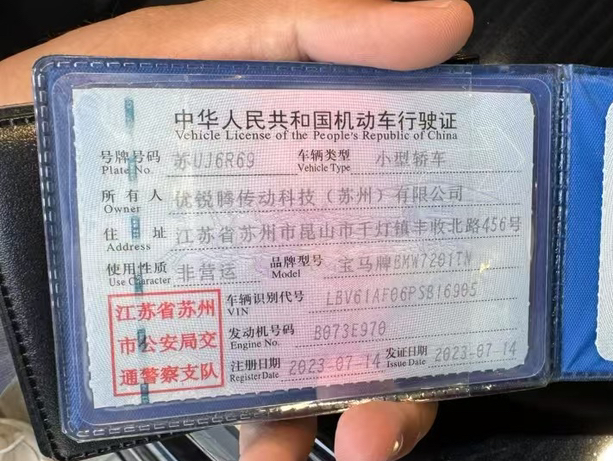 中华人民共和国机动车行驶证
Vehicle License of the People's Republic of China
号牌号码 苏UJ6R69 车辆类型 小型轿车
Plate No. Vehicle Type
所有人 优锐腾传动科技（苏州）有限公司
Owner
住址 江苏省苏州市昆山市千灯镇丰收北路456号
Address
使用性质 非营运 品牌型号 宝马牌BMW7201TN
Use Character Model
江苏省苏州
市公安局交
通警察支队
车辆识别代号 LBV61AF06PSB16905
VIN
发动机号码 B073E970
Engine No.
注册日期 2023-07-14 发证日期 2023-07-14
Register Date Issue Date